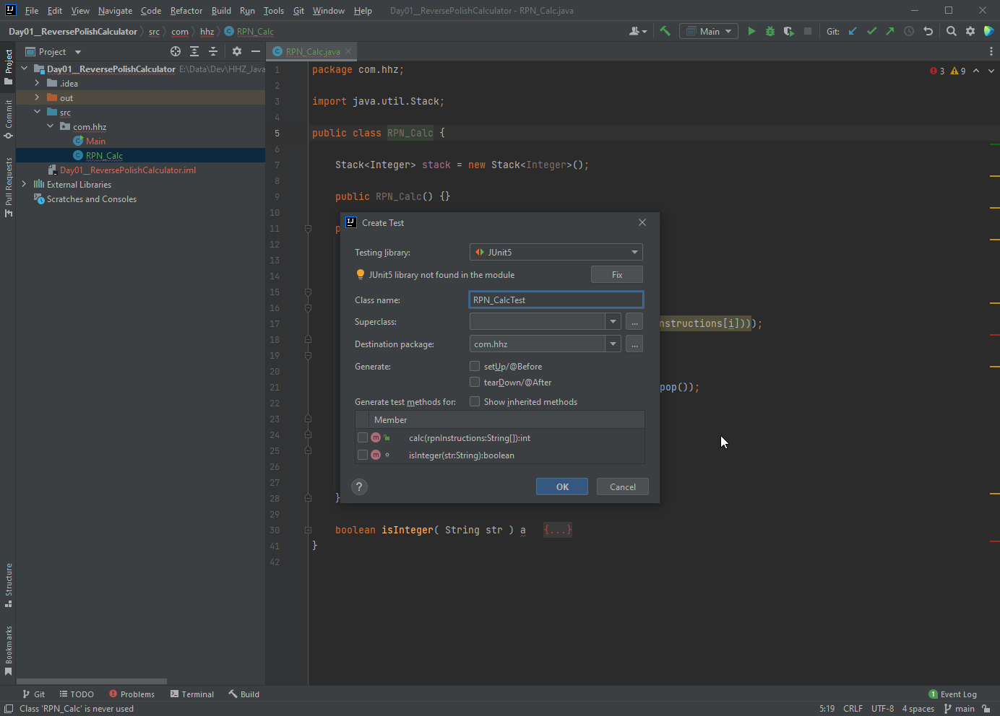 File Edit View Navigate Code Refactor Build Run Tools Git Window Help Day01__ReversePolishCalculator - RPN_Calc.java
Day01__ReversePolishCalculator src com hhz RPN_Calc Main Git:
Project
RPN_Calc.java
Day01__ReversePolishCalculator E:\Data\Dev\HHZ_Java
.idea
out
src
com.hhz
Main
RPN_Calc
Day01__ReversePolishCalculator.iml
External Libraries
Scratches and Consoles
Project
Commit
Pull Requests
Structure
Bookmarks
3 9
1 package com.hhz;
2
3 import java.util.Stack;
4
5 public class RPN_Calc {
6
7 Stack<Integer> stack = new Stack<Integer>();
8
9 public RPN_Calc() {}
10
11 p
12
13
14
15
16
17 nstructions[i]));
18
19
20
21 pop());
22
23
24
25
26
27
28 }
29
30 boolean isInteger( String str ) a {...}
41 }
42
Create Test
Testing library: JUnit5
JUnit5 library not found in the module Fix
Class name: RPN_CalcTest
Superclass: ...
Destination package: com.hhz ...
Generate: setUp/@Before
tearDown/@After
Generate test methods for: Show inherited methods
Member
m calc(rpnInstructions:String[]):int
m isInteger(str:String):boolean
? OK Cancel
Git TODO Problems Terminal Build 1 Event Log
Class 'RPN_Calc' is never used 5:19 CRLF UTF-8 4 spaces main